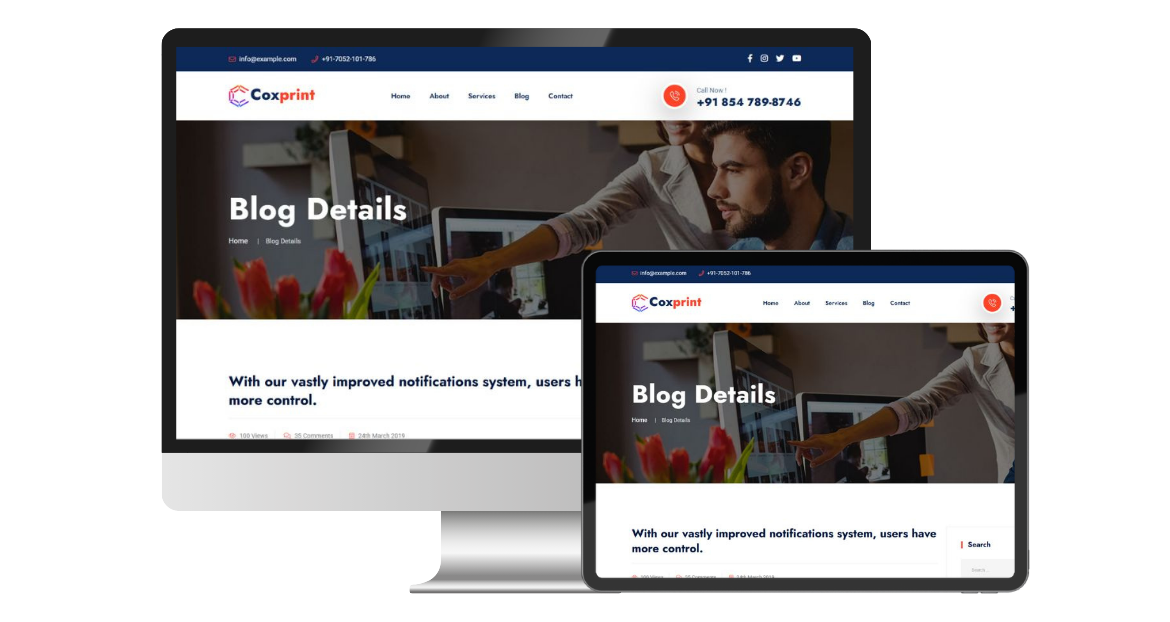 info@example.com +91-7052-101-786
Coxprint Home About Services Blog Contact Call Now ! +91 854 789-8746
Blog Details
Home | Blog Details
With our vastly improved notifications system, users h
more control.
100 Views 35 Comments 24th March 2019
info@example.com +91-7052-101-786
Coxprint Home About Services Blog Contact
Blog Details
Home | Blog Details
With our vastly improved notifications system, users have
more control.
Search
Search...
100 Views 35 Comments 24th March 2019